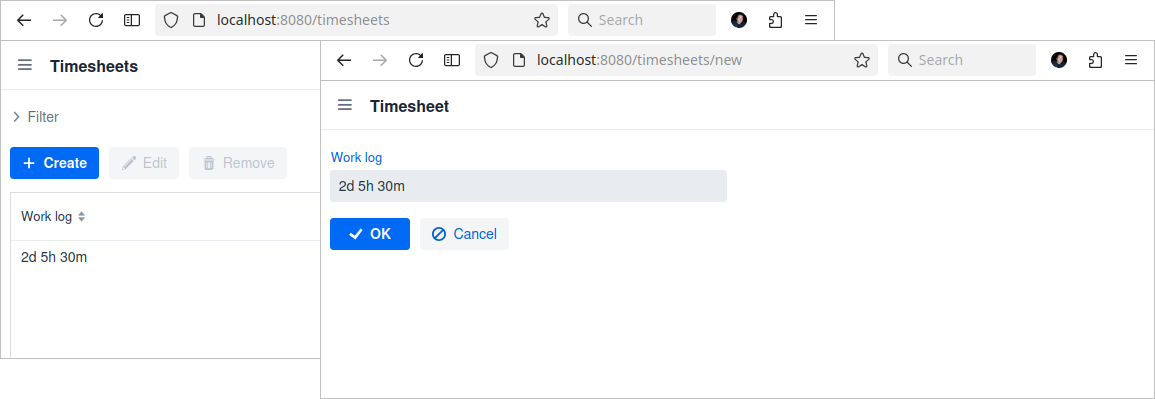 localhost:8080/timesheets
Search
Timesheets
Filter
Create Edit Remove
Work log
2d 5h 30m
localhost:8080/timesheets/new
Search
Timesheet
Work log
2d 5h 30m
OK Cancel